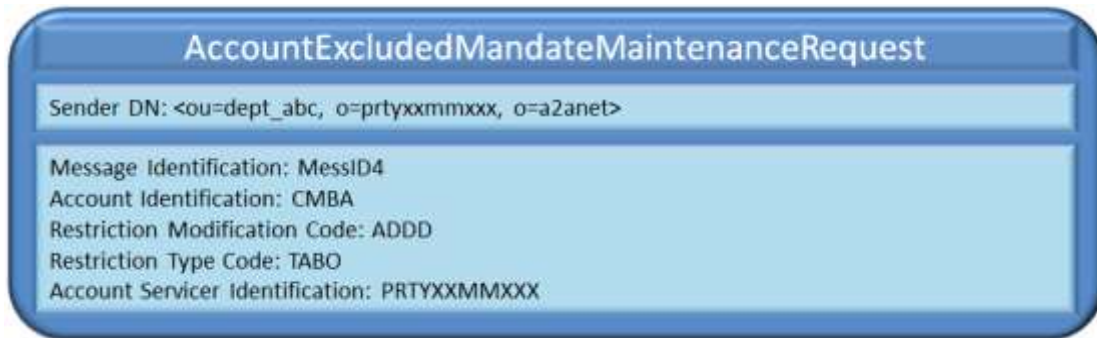 AccountExcludedMandateMaintenanceRequest
Sender DN: <ou=dept_abc, o=prtyxxmmxxx, o=a2anet>
Message Identification: MessID4
Account Identification: CMBA
Restriction Modification Code: ADDD
Restriction Type Code: TABO
Account Servicer Identification: PRTYXXMMXXX